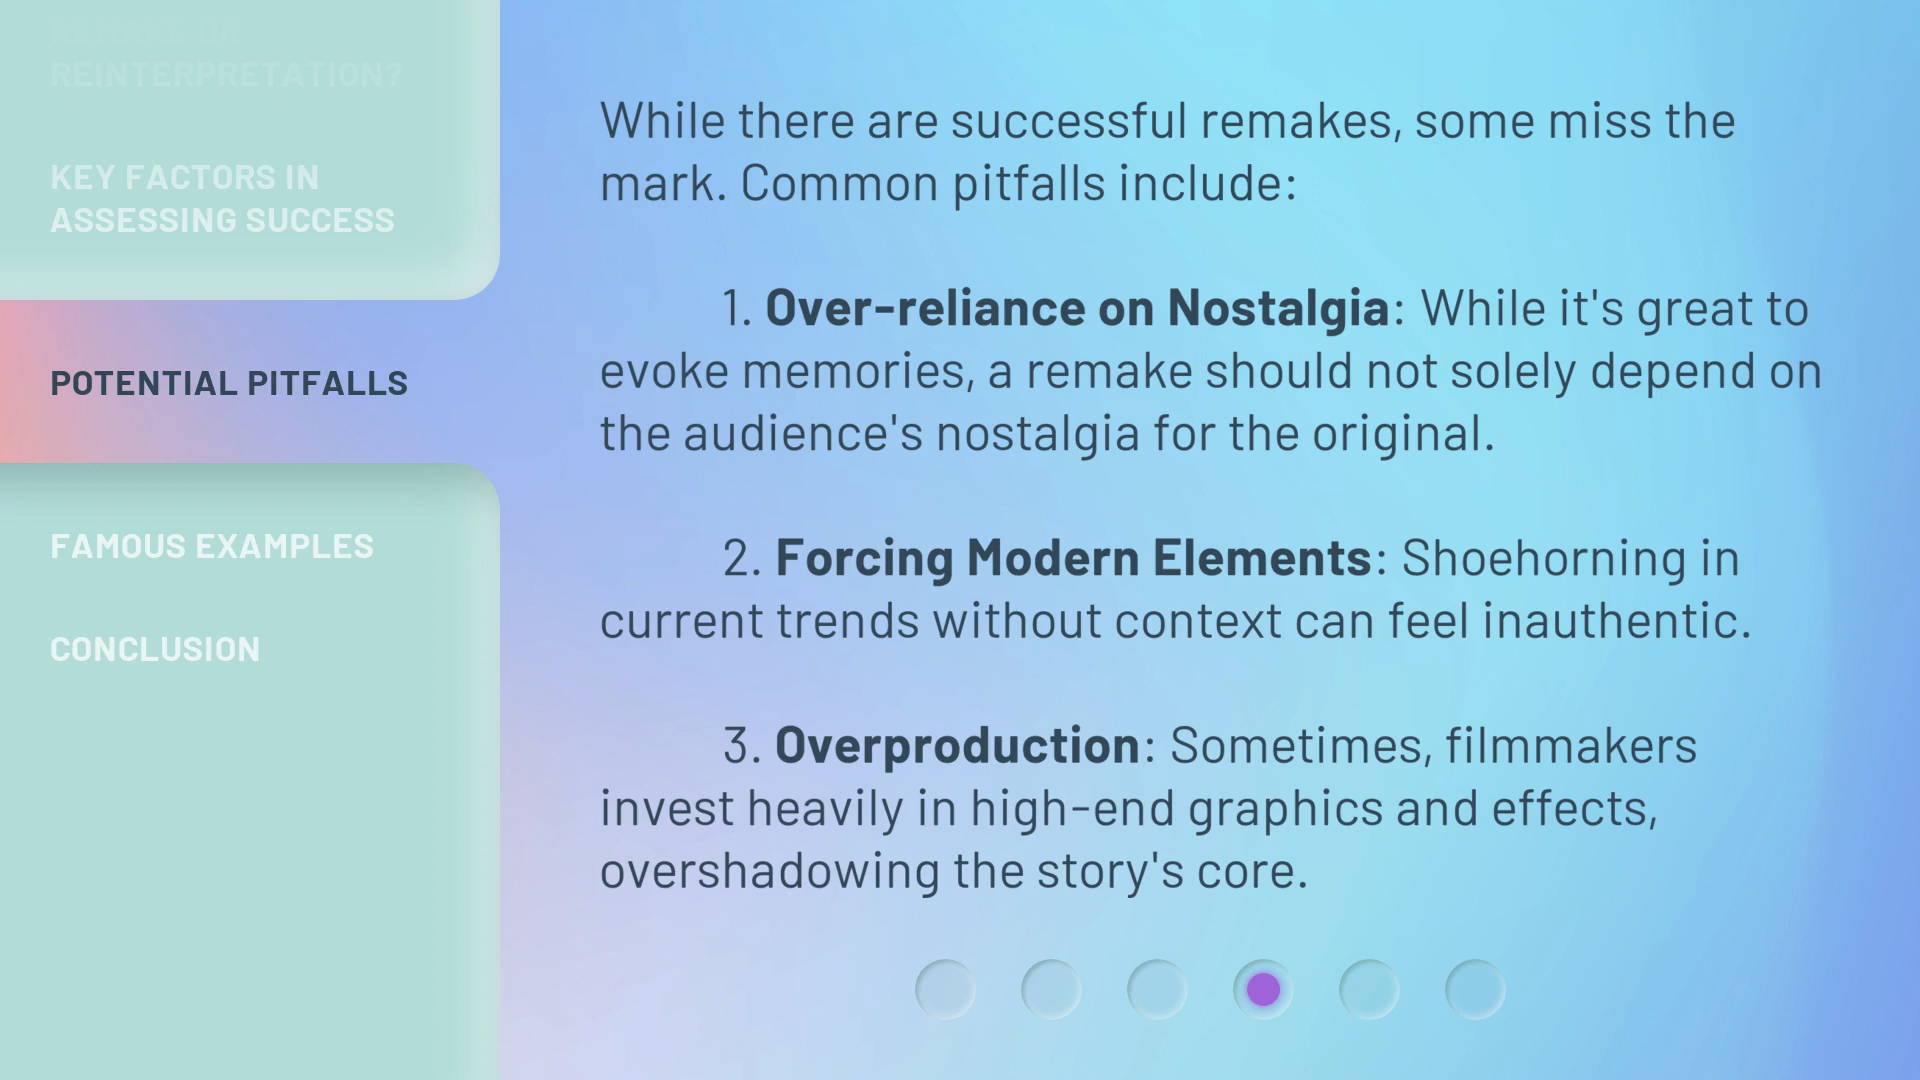 REMAKE OR
REINTERPRETATION?
KEY FACTORS IN
ASSESSING SUCCESS
POTENTIAL PITFALLS
FAMOUS EXAMPLES
CONCLUSION
While there are successful remakes, some miss the
mark. Common pitfalls include:
1. Over-reliance on Nostalgia: While it's great to
evoke memories, a remake should not solely depend on
the audience's nostalgia for the original.
2. Forcing Modern Elements: Shoehorning in
current trends without context can feel inauthentic.
3. Overproduction: Sometimes, filmmakers
invest heavily in high-end graphics and effects,
overshadowing the story's core.